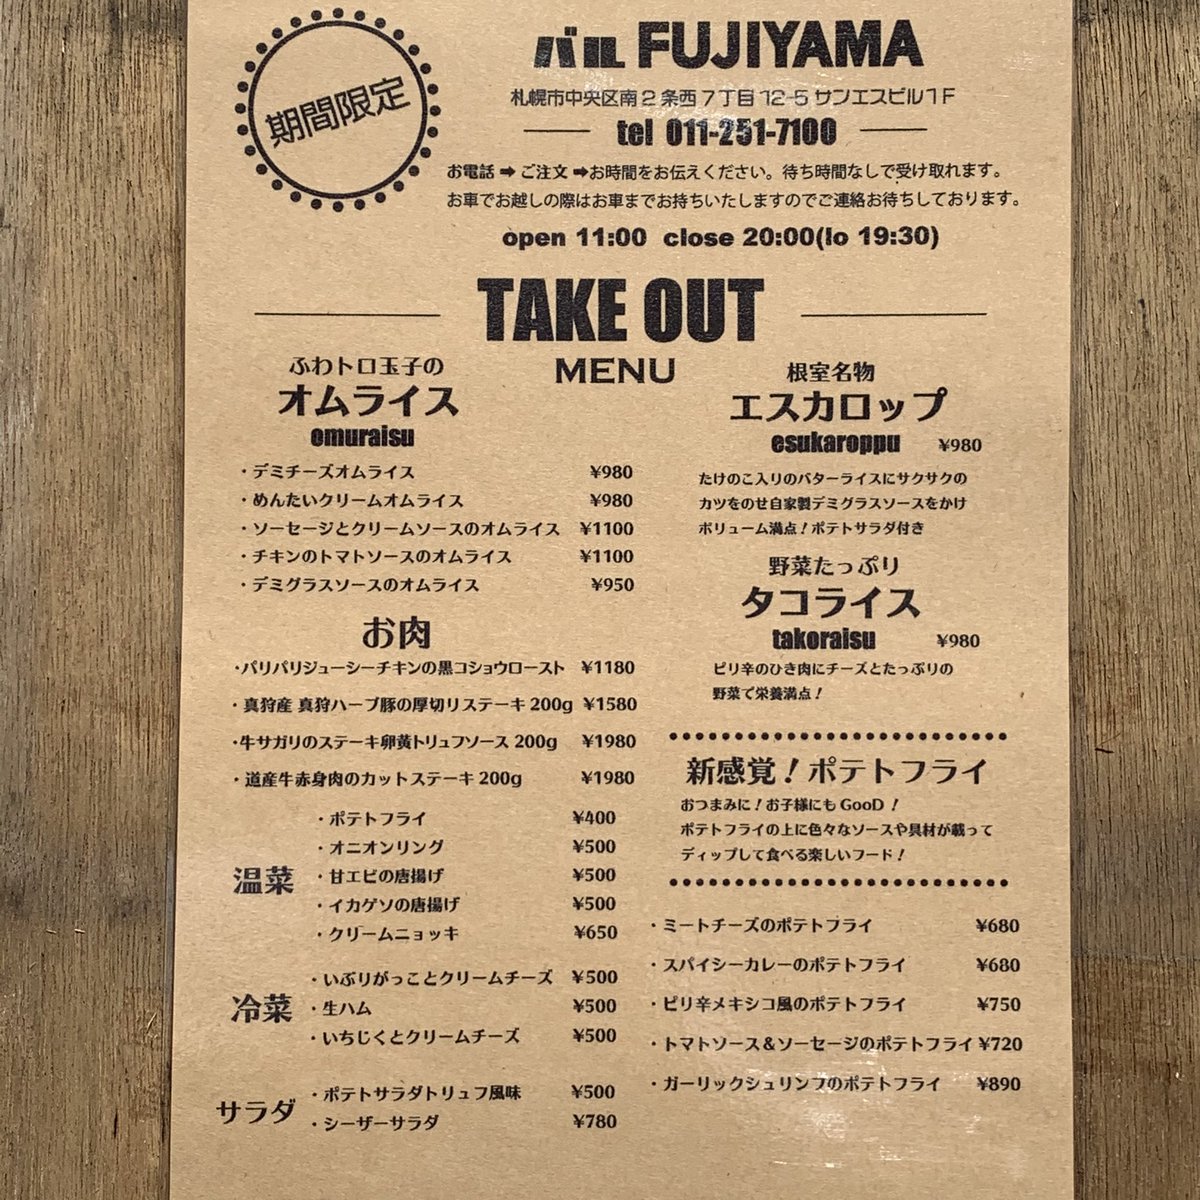 期間限定
バル FUJIYAMA
札幌市中央区南2条西7丁目12-5 サンエスビル1F
tel 011-251-7100
お電話➡ご注文➡お時間をお伝えください。待ち時間なしで受け取れます。
お車でお越しの際はお車までお持ちいたしますのでご連絡お待ちしております。
open 11:00 close 20:00(lo 19:30)
TAKE OUT
MENU
ふわトロ玉子の
オムライス
omuraisu
・デミチーズオムライス ¥980
・めんたいクリームオムライス ¥980
・ソーセージとクリームソースのオムライス ¥1100
・チキンのトマトソースのオムライス ¥1100
・デミグラスソースのオムライス ¥950
お肉
・パリパリジューシーチキンの黒コショウロースト ¥1180
・真狩産 真狩ハーブ豚の厚切りステーキ 200g ¥1580
・牛サガリのステーキ卵黄トリュフソース 200g ¥1980
・道産牛赤身肉のカットステーキ 200g ¥1980
温菜
・ポテトフライ ¥400
・オニオンリング ¥500
・甘エビの唐揚げ ¥500
・イカゲソの唐揚げ ¥500
・クリームニョッキ ¥650
冷菜
・いぶりがっことクリームチーズ ¥500
・生ハム ¥500
・いちじくとクリームチーズ ¥500
サラダ
・ポテトサラダトリュフ風味 ¥500
・シーザーサラダ ¥780
根室名物
エスカロップ
esukaroppu ¥980
たけのこ入りのバターライスにサクサクの
カツをのせ自家製デミグラスソースをかけ
ボリューム満点！ポテトサラダ付き
野菜たっぷり
タコライス
takoraisu ¥980
ピリ辛のひき肉にチーズとたっぷりの
野菜で栄養満点！
新感覚！ポテトフライ
おつまみに！お子様にも GooD！
ポテトフライの上に色々なソースや具材が載って
ディップして食べる楽しいフード！
・ミートチーズのポテトフライ ¥680
・スパイシーカレーのポテトフライ ¥680
・ピリ辛メキシコ風のポテトフライ ¥750
・トマトソース＆ソーセージのポテトフライ ¥720
・ガーリックシュリンプのポテトフライ ¥890